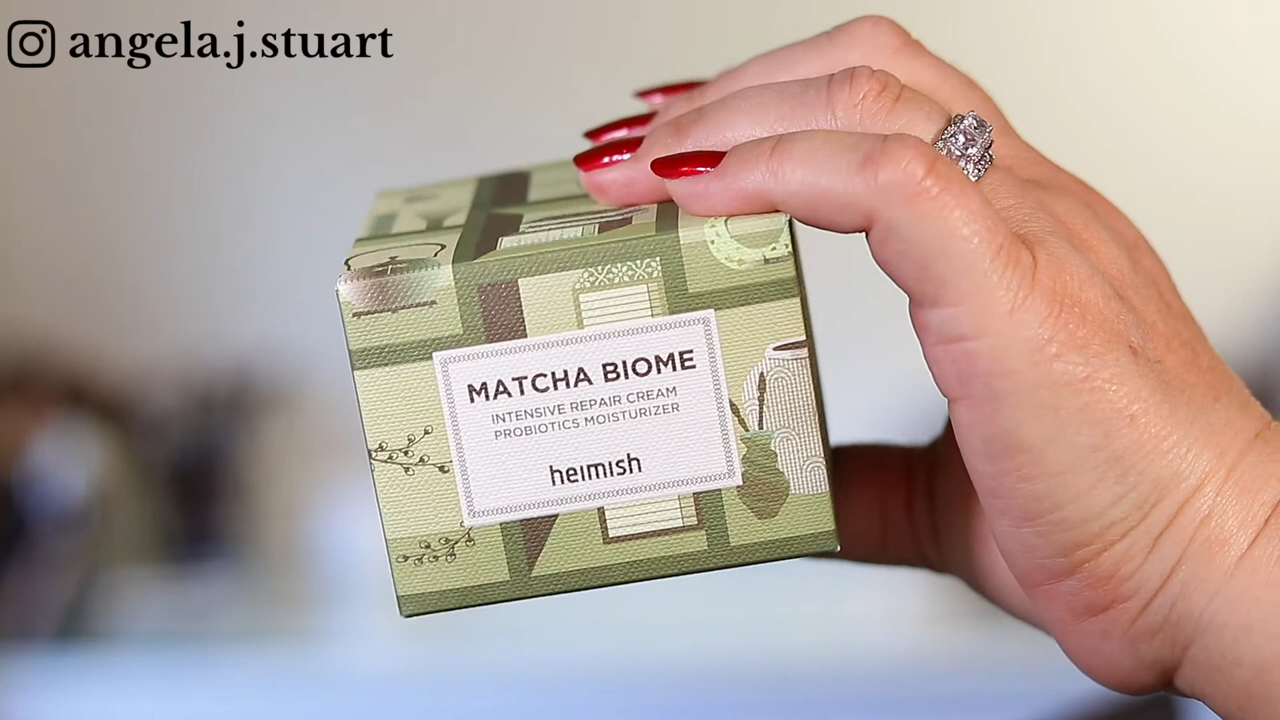 angela.j.stuart
MATCHA BIOME
INTENSIVE REPAIR CREAM
PROBIOTICS MOISTURIZER
heimish